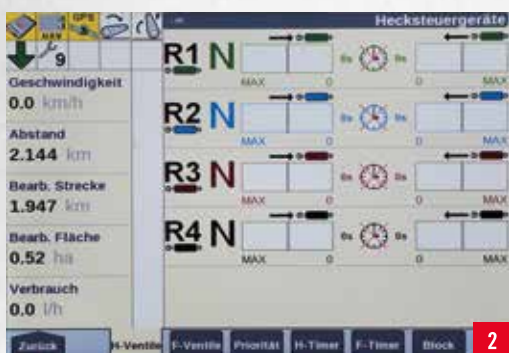 GPS
NAV
9
Hecksteuergeräte
Geschwindigkeit
0.0 km/h
Abstand
2.144 km
Bearb. Strecke
1.947 km
Bearb. Fläche
0.52 ha
Verbrauch
0.0 l/h
R1 N MAX 0 0s 0s 0 MAX
R2 N MAX 0 0s 0s 0 MAX
R3 N MAX 0 0s 0s 0 MAX
R4 N MAX 0 0s 0s 0 MAX
Zurück H-Ventile F-Ventile Priorität H-Timer F-Timer Block
2